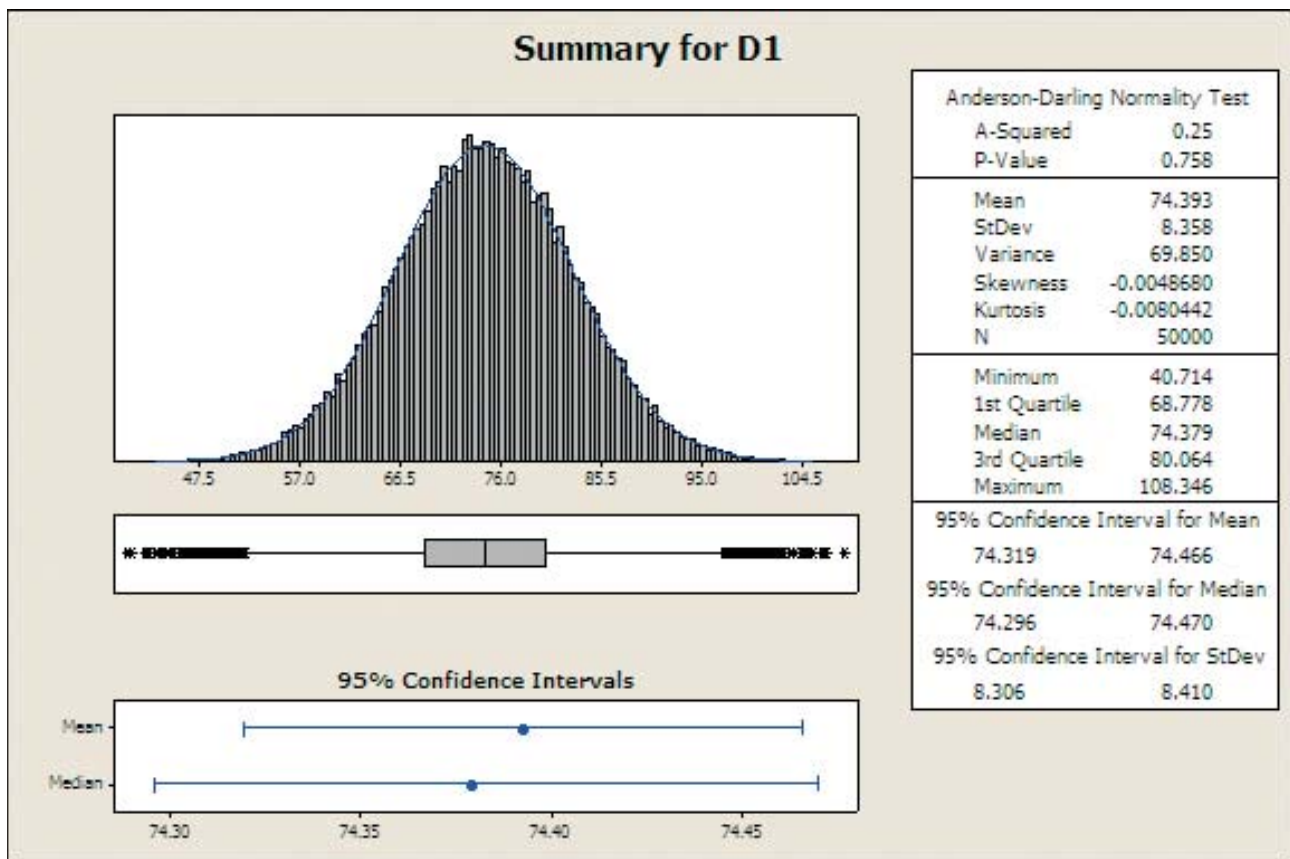 Summary for D1
47.5 57.0 66.5 76.0 85.5 95.0 104.5
95% Confidence Intervals
Mean
Median
74.30 74.35 74.40 74.45
Anderson-Darling Normality Test
A-Squared 0.25
P-Value 0.758
Mean 74.393
StDev 8.358
Variance 69.850
Skewness -0.0048680
Kurtosis -0.0080442
N 50000
Minimum 40.714
1st Quartile 68.778
Median 74.379
3rd Quartile 80.064
Maximum 108.346
95% Confidence Interval for Mean
74.319 74.466
95% Confidence Interval for Median
74.296 74.470
95% Confidence Interval for StDev
8.306 8.410